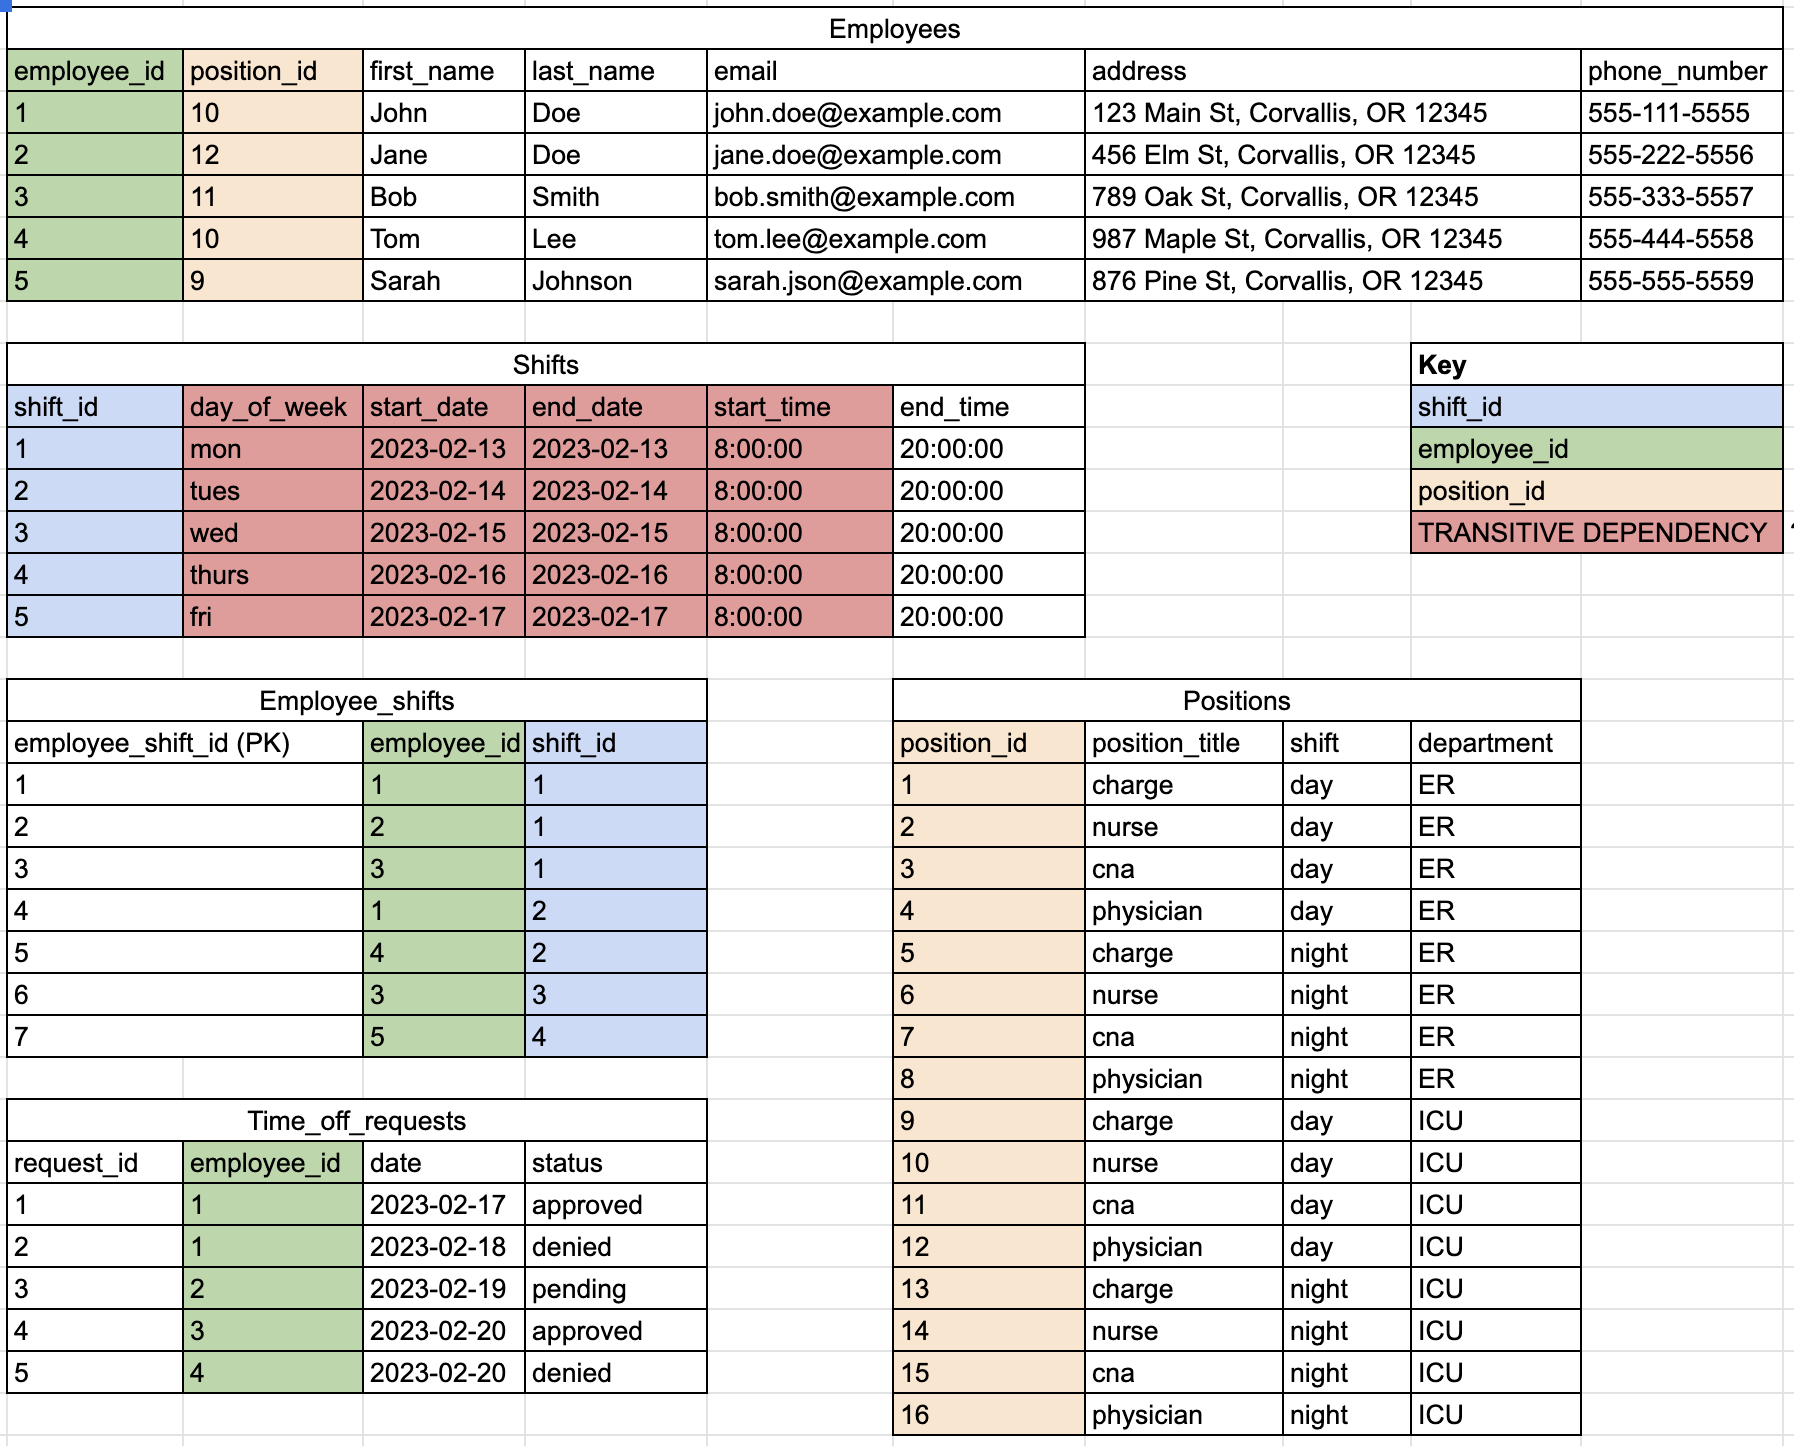 Employees
employee_id position_id first_name last_name email address phone_number
1 10 John Doe john.doe@example.com 123 Main St, Corvallis, OR 12345 555-111-5555
2 12 Jane Doe jane.doe@example.com 456 Elm St, Corvallis, OR 12345 555-222-5556
3 11 Bob Smith bob.smith@example.com 789 Oak St, Corvallis, OR 12345 555-333-5557
4 10 Tom Lee tom.lee@example.com 987 Maple St, Corvallis, OR 12345 555-444-5558
5 9 Sarah Johnson sarah.json@example.com 876 Pine St, Corvallis, OR 12345 555-555-5559
Shifts
shift_id day_of_week start_date end_date start_time end_time
1 mon 2023-02-13 2023-02-13 8:00:00 20:00:00
2 tues 2023-02-14 2023-02-14 8:00:00 20:00:00
3 wed 2023-02-15 2023-02-15 8:00:00 20:00:00
4 thurs 2023-02-16 2023-02-16 8:00:00 20:00:00
5 fri 2023-02-17 2023-02-17 8:00:00 20:00:00
Key
shift_id
employee_id
position_id
TRANSITIVE DEPENDENCY
Employee_shifts
employee_shift_id (PK) employee_id shift_id
1 1 1
2 2 1
3 3 1
4 1 2
5 4 2
6 3 3
7 5 4
Time_off_requests
request_id employee_id date status
1 1 2023-02-17 approved
2 1 2023-02-18 denied
3 2 2023-02-19 pending
4 3 2023-02-20 approved
5 4 2023-02-20 denied
Positions
position_id position_title shift department
1 charge day ER
2 nurse day ER
3 cna day ER
4 physician day ER
5 charge night ER
6 nurse night ER
7 cna night ER
8 physician night ER
9 charge day ICU
10 nurse day ICU
11 cna day ICU
12 physician day ICU
13 charge night ICU
14 nurse night ICU
15 cna night ICU
16 physician night ICU